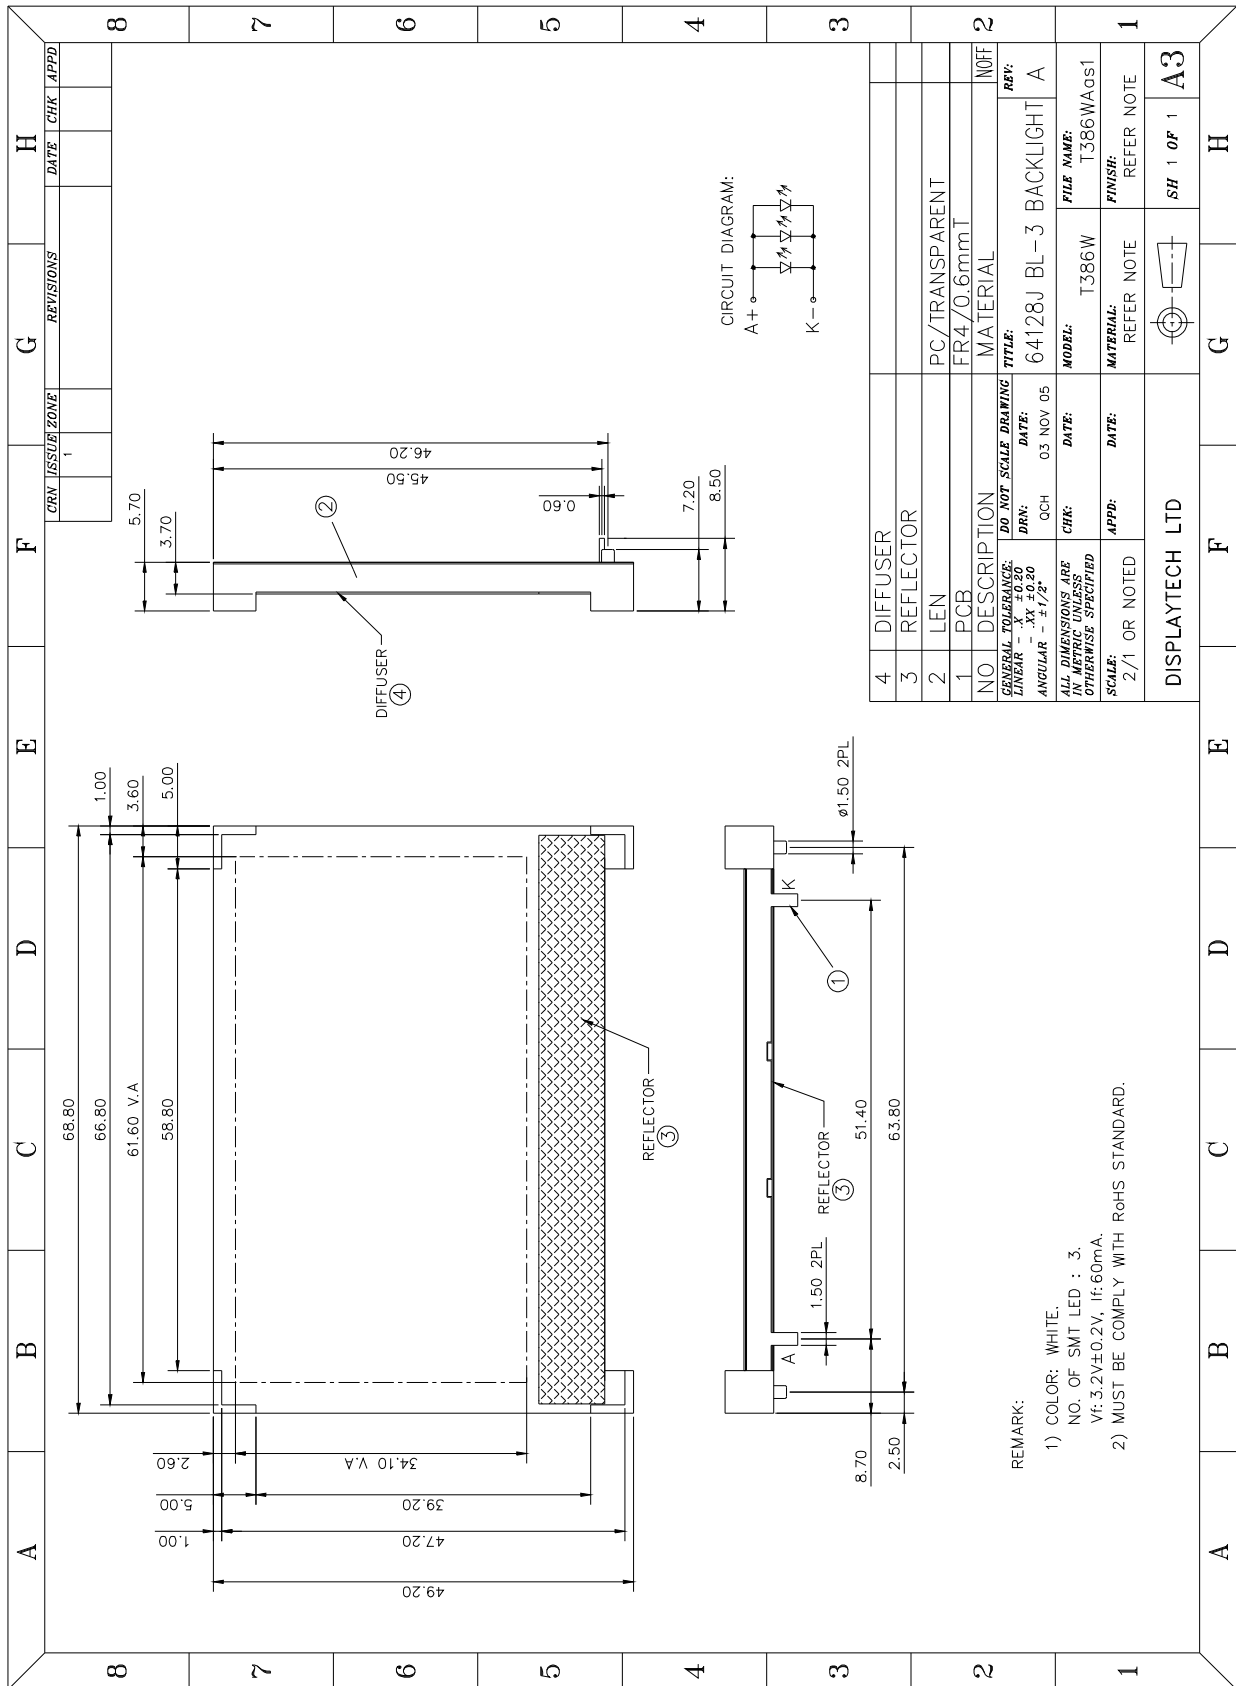 A B C D E F G H
8 7 6 5 4 3 2 1
CRN ISSUE ZONE REVISIONS DATE CHK APPD
1
68.80
66.80
61.60 V.A
58.80
1.00
3.60
5.00
2.60
34.10 V.A
5.00
39.20
1.00
47.20
49.20
REFLECTOR
3
5.70
3.70
2
DIFFUSER
4
45.50
46.20
0.60
7.20
8.50
CIRCUIT DIAGRAM:
A+
K-
A
K
1
REFLECTOR
3
1.50 2PL
ø1.50 2PL
51.40
63.80
8.70
2.50
REMARK:
1) COLOR: WHITE.
NO. OF SMT LED : 3.
Vf: 3.2V±0.2V, If:60mA.
2) MUST BE COMPLY WITH RoHS STANDARD.
4 DIFFUSER
3 REFLECTOR
2 LEN PC/TRANSPARENT
1 PCB FR4/0.6mmT
NO DESCRIPTION MATERIAL NOFF
GENERAL TOLERANCE:
LINEAR - .X ±0.20
- .XX ±0.20
ANGULAR - ±1/2°
DO NOT SCALE DRAWING
DRN: DATE:
QCH 03 NOV 05
TITLE:
64128J BL-3 BACKLIGHT
REV:
A
ALL DIMENSIONS ARE
IN METRIC UNLESS
OTHERWISE SPECIFIED
CHK: DATE:
MODEL:
T386W
FILE NAME:
T386WAas1
SCALE:
2/1 OR NOTED
APPD: DATE:
MATERIAL:
REFER NOTE
FINISH:
REFER NOTE
DISPLAYTECH LTD
SH 1 OF 1
A3
8 7 6 5 4 3 2 1
A B C D E F G H